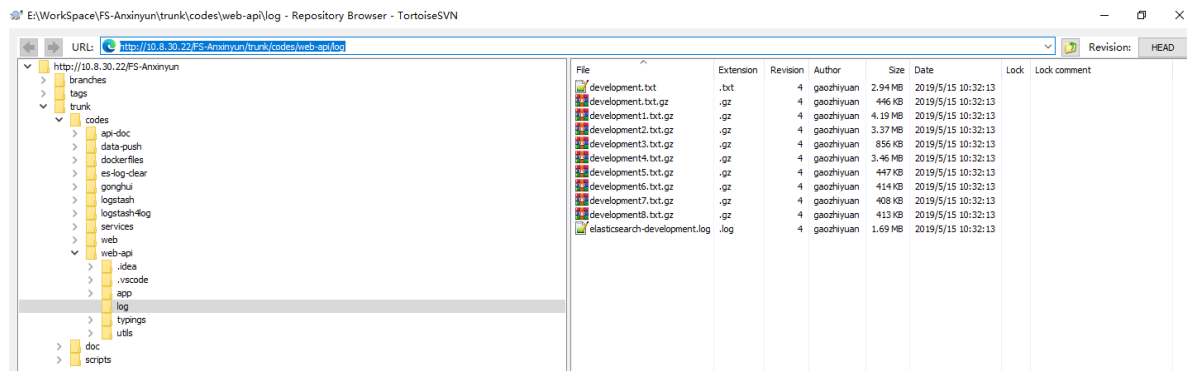 E:\WorkSpace\FS-Anxinyun\trunk\codes\web-api\log - Repository Browser - TortoiseSVN
URL: http://10.8.30.22/FS-Anxinyun/trunk/codes/web-api/log Revision: HEAD
http://10.8.30.22/FS-Anxinyun
branches
tags
trunk
codes
api-doc
data-push
dockerfiles
es-log-clear
gonghui
logstash
logstash4log
services
web
web-api
.idea
.vscode
app
log
typings
utils
doc
scripts
File Extension Revision Author Size Date Lock Lock comment
development.txt .txt 4 gaozhiyuan 2.94 MB 2019/5/15 10:32:13
development.txt.gz .gz 4 gaozhiyuan 446 KB 2019/5/15 10:32:13
development1.txt.gz .gz 4 gaozhiyuan 4.19 MB 2019/5/15 10:32:13
development2.txt.gz .gz 4 gaozhiyuan 3.37 MB 2019/5/15 10:32:13
development3.txt.gz .gz 4 gaozhiyuan 856 KB 2019/5/15 10:32:13
development4.txt.gz .gz 4 gaozhiyuan 3.46 MB 2019/5/15 10:32:13
development5.txt.gz .gz 4 gaozhiyuan 447 KB 2019/5/15 10:32:13
development6.txt.gz .gz 4 gaozhiyuan 414 KB 2019/5/15 10:32:13
development7.txt.gz .gz 4 gaozhiyuan 408 KB 2019/5/15 10:32:13
development8.txt.gz .gz 4 gaozhiyuan 413 KB 2019/5/15 10:32:13
elasticsearch-development.log .log 4 gaozhiyuan 1.69 MB 2019/5/15 10:32:13